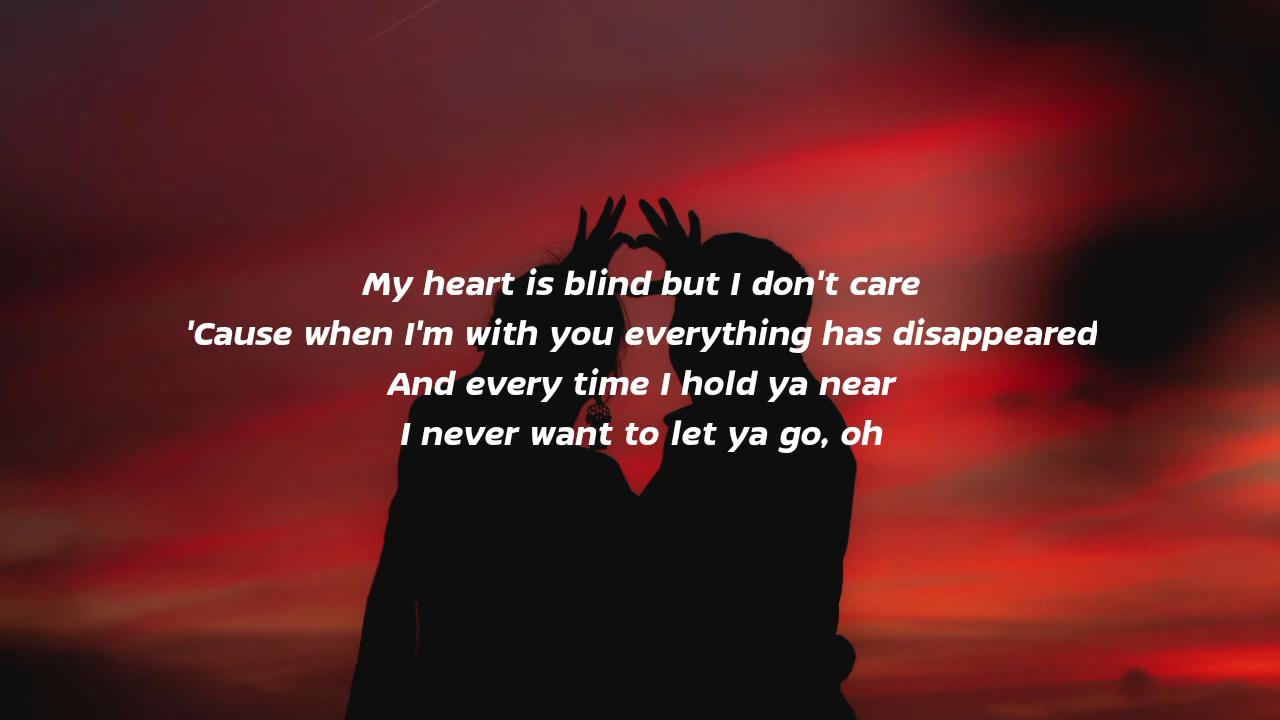 My heart is blind but I don't care
'Cause when I'm with you everything has disappeared
And every time I hold ya near
I never want to let ya go, oh